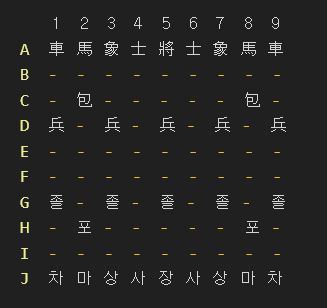 1 2 3 4 5 6 7 8 9
A 車 馬 象 士 將 士 象 馬 車
B - - - - - - - - -
C - 包 - - - - - 包 -
D 兵 - 兵 - 兵 - 兵 - 兵
E - - - - - - - - -
F - - - - - - - - -
G 졸 - 졸 - 졸 - 졸 - 졸
H - 포 - - - - - 포 -
I - - - - - - - - -
J 차 마 상 사 장 사 상 마 차